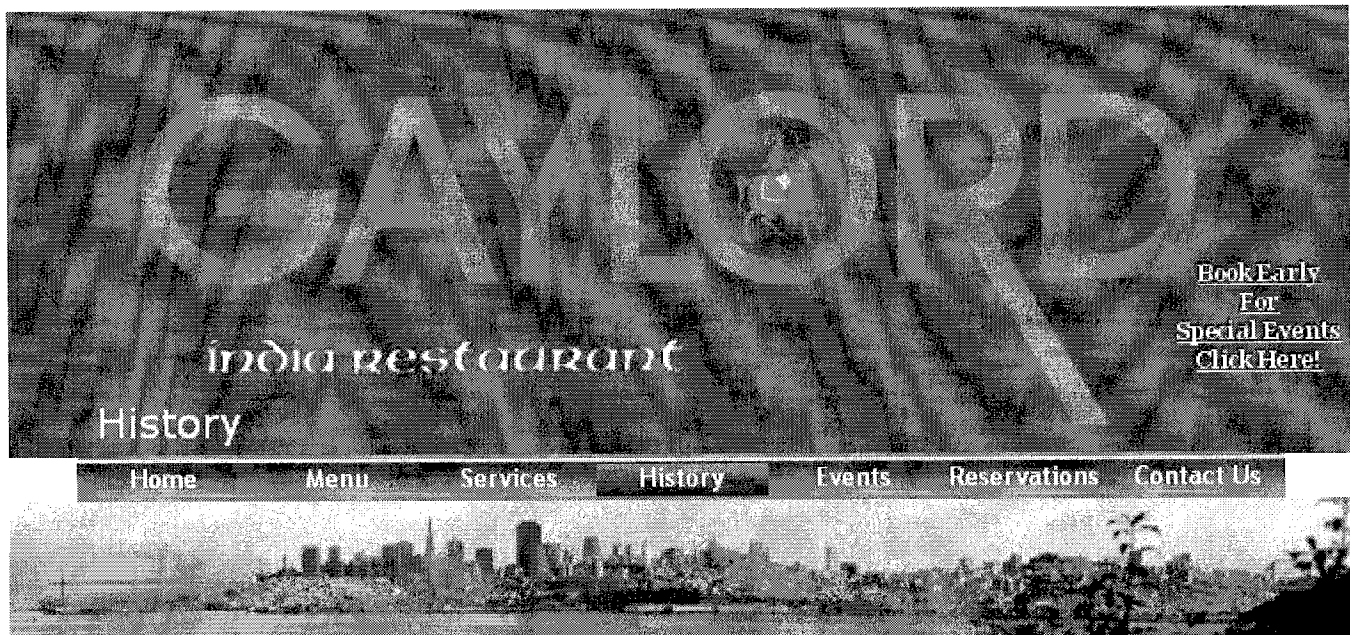 GAYLORD
india restaurant
Book Early
For
Special Events
Click Here!
History
Home Menu Services History Events Reservations Contact Us